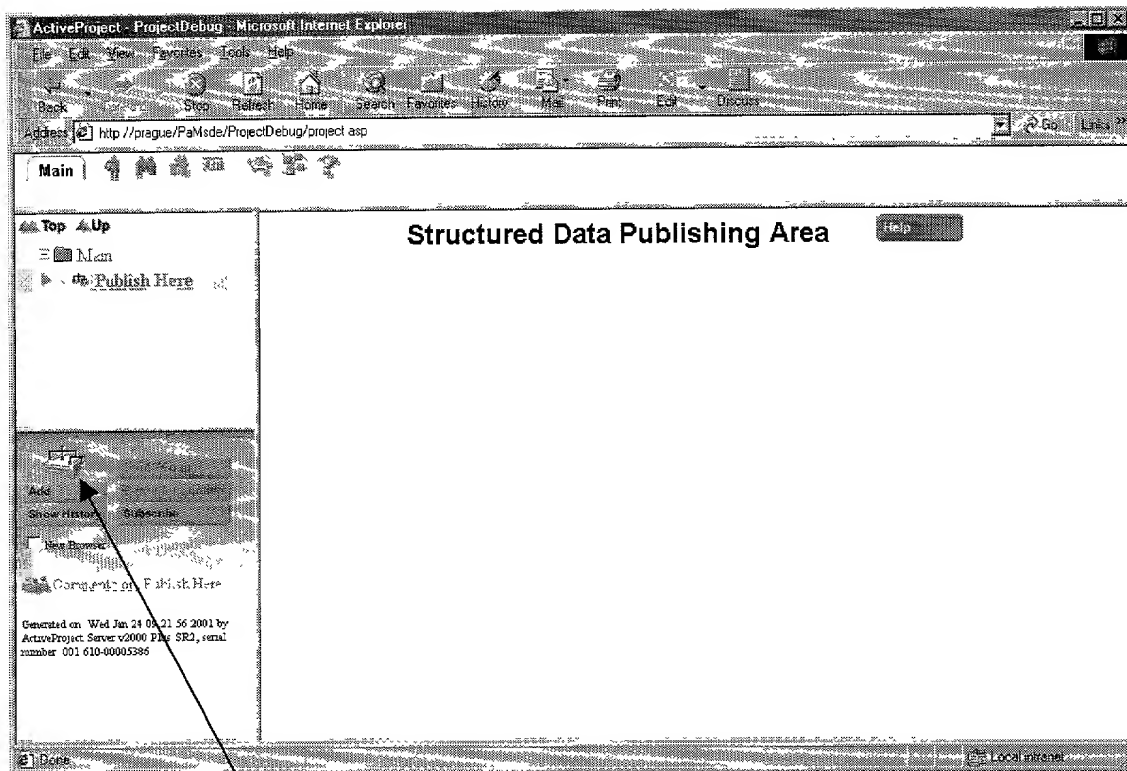 ActiveProject - ProjectDebug - Microsoft Internet Explorer
File Edit View Favorites Tools Help
Back Stop Refresh Home Search Favorites History Mail Print Edit Discuss
Address http //prague/PaMsde/ProjectDebug/project asp Go Links
Main
Top Up
Main
Publish Here
Structured Data Publishing Area
Help
Add
Show History Subscribe
New Browser
Comments on Publish Here
Generated on Wed Jan 24 09 21 56 2001 by
ActiveProject Server v2000 Plus SR2, serial
number 001 610-00005386
Done
Local intranet